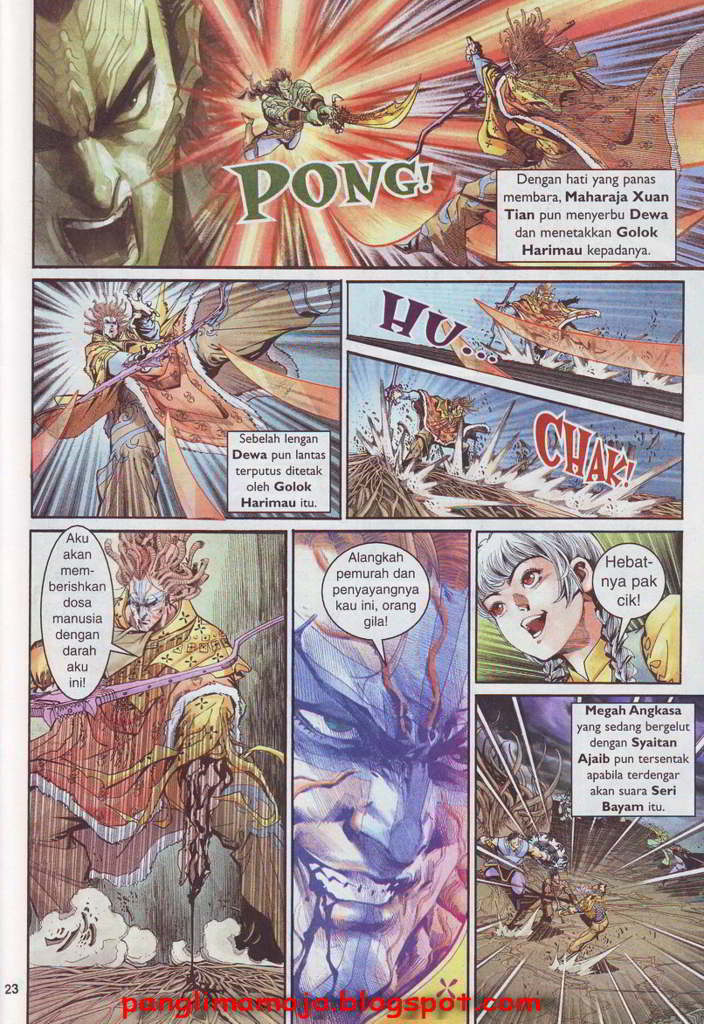 PONG!
Dengan hati yang panas
membara, Maharaja Xuan
Tian pun menyerbu Dewa
dan menetakkan Golok
Harimau kepadanya.
Sebelah lengan
Dewa pun lantas
terputus ditetak
oleh Golok
Harimau itu.
HU...
CHAK!
Aku
akan
mem-
berishkan
dosa
manusia
dengan
darah
aku
ini!
Alangkah
pemurah dan
penyayangnya
kau ini, orang
gila!
Hebat-
nya pak
cik!
Megah Angkasa
yang sedang bergelut
dengan Syaitan
Ajaib pun tersentak
apabila terdengar
akan suara Seri
Bayam itu.
23
panglimamoja.blogspot.com